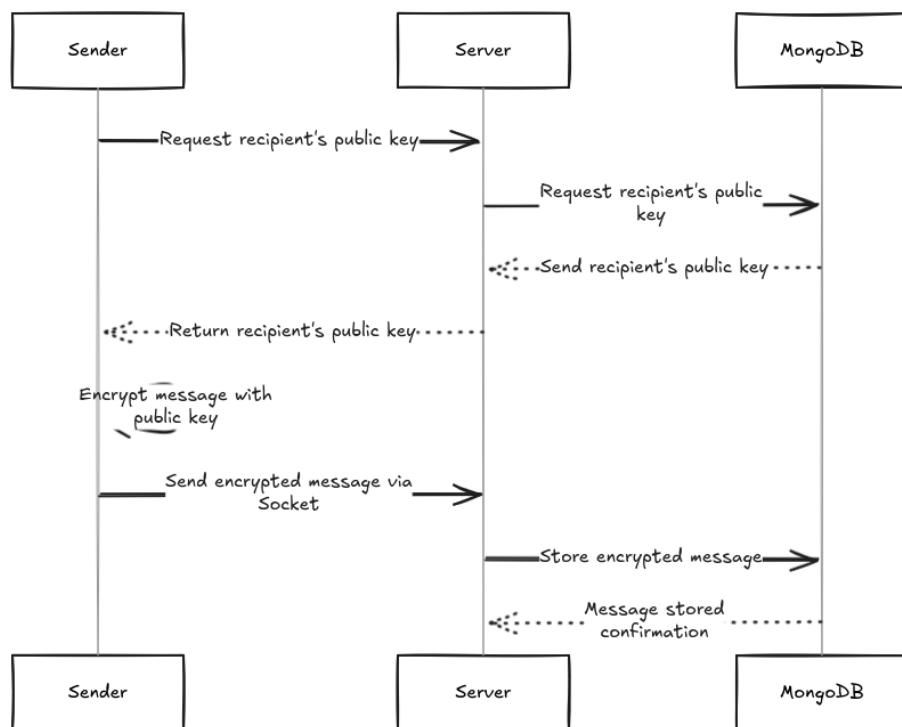 Sender
Server
MongoDB
Request recipient's public key
Request recipient's public
key
Send recipient's public key
Return recipient's public key
Encrypt message with
public key
Send encrypted message via
Socket
Store encrypted message
Message stored
confirmation
Sender
Server
MongoDB